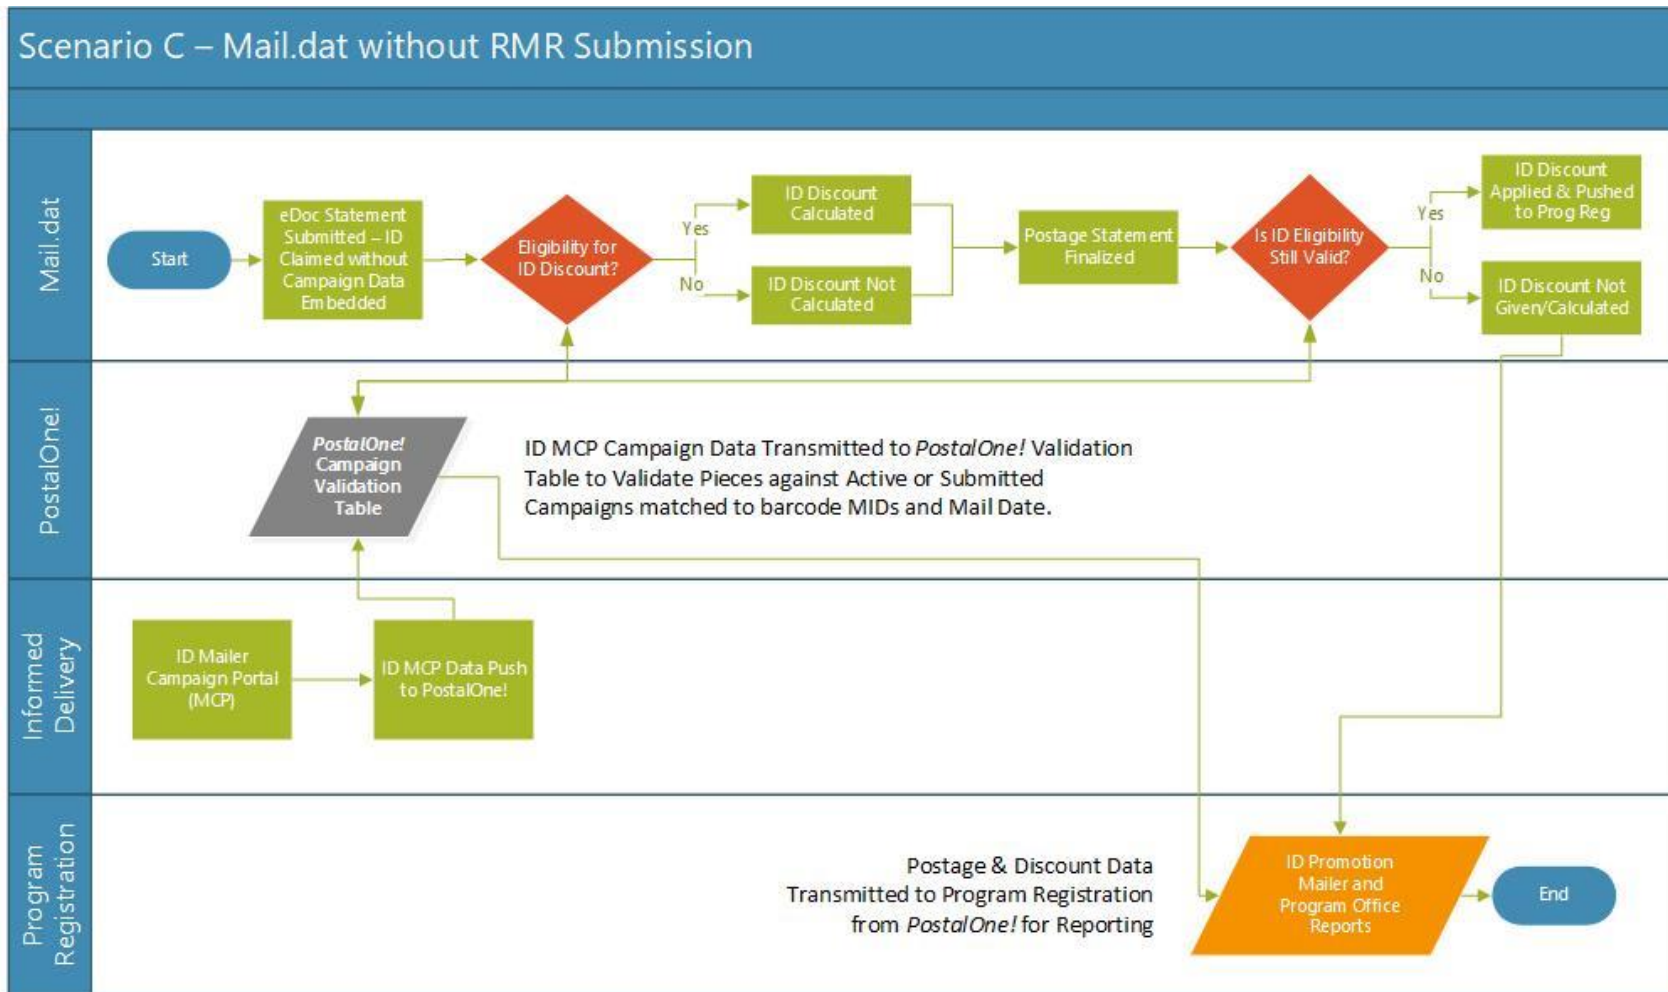 Scenario C – Mail.dat without RMR Submission
Mail.dat
Start
eDoc Statement
Submitted – ID
Claimed without
Campaign Data
Embedded
Eligibility for
ID Discount?
Yes
No
ID Discount
Calculated
ID Discount Not
Calculated
Postage Statement
Finalized
Is ID Eligibility
Still Valid?
Yes
No
ID Discount
Applied & Pushed
to Prog Reg
ID Discount Not
Given/Calculated
PostalOne!
PostalOne!
Campaign
Validation
Table
ID MCP Campaign Data Transmitted to PostalOne! Validation
Table to Validate Pieces against Active or Submitted
Campaigns matched to barcode MIDs and Mail Date.
Informed
Delivery
ID Mailer
Campaign Portal
(MCP)
ID MCP Data Push
to PostalOne!
Program
Registration
Postage & Discount Data
Transmitted to Program Registration
from PostalOne! for Reporting
ID Promotion
Mailer and
Program Office
Reports
End